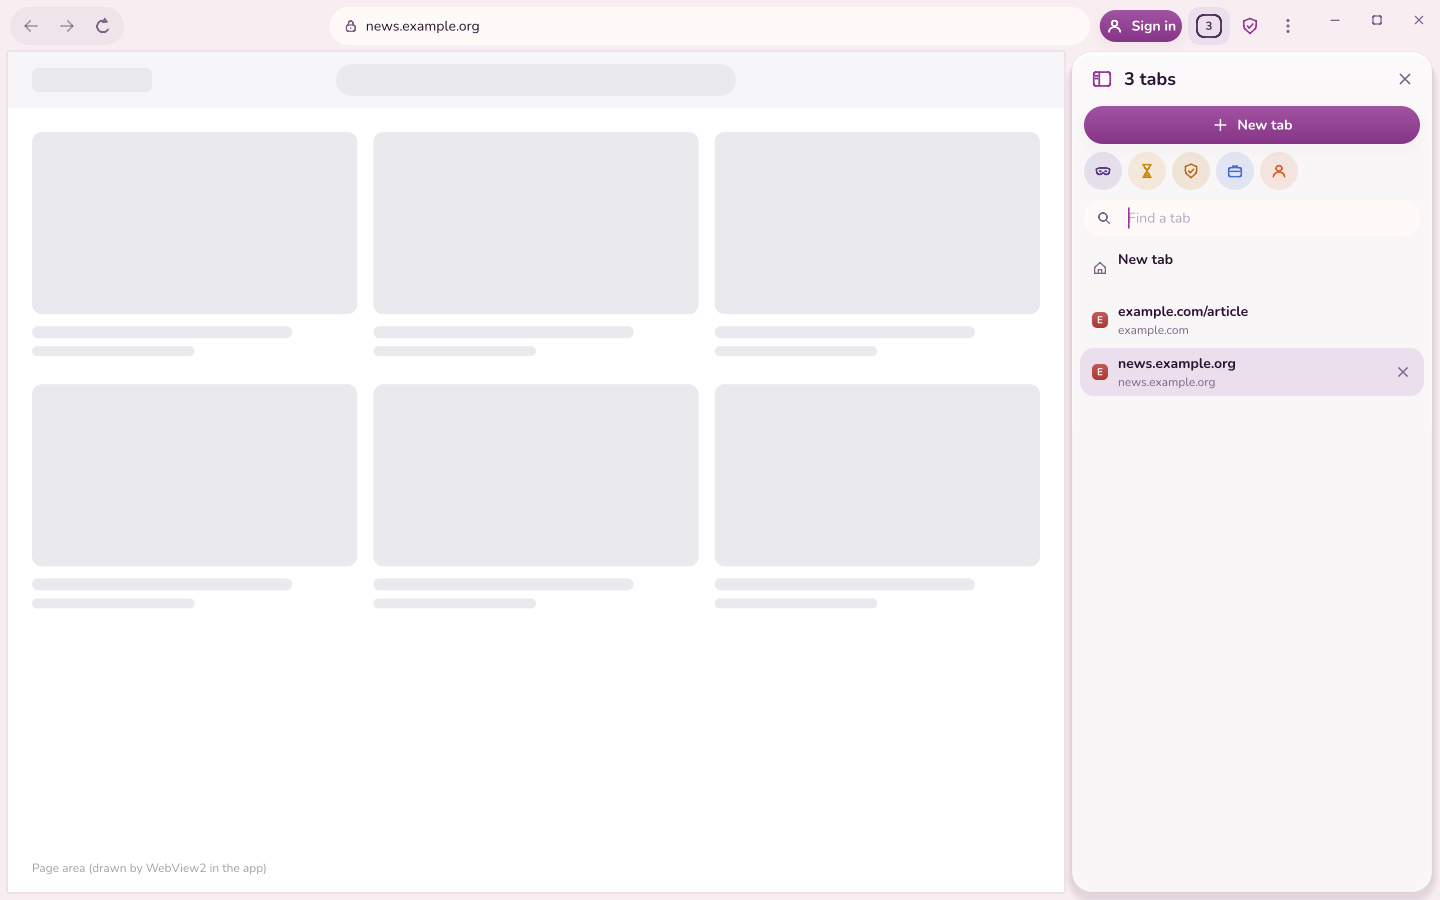 news.example.org
Sign in
3
3 tabs
New tab
Find a tab
New tab
E
example.com/article
example.com
E
news.example.org
news.example.org
Page area (drawn by WebView2 in the app)